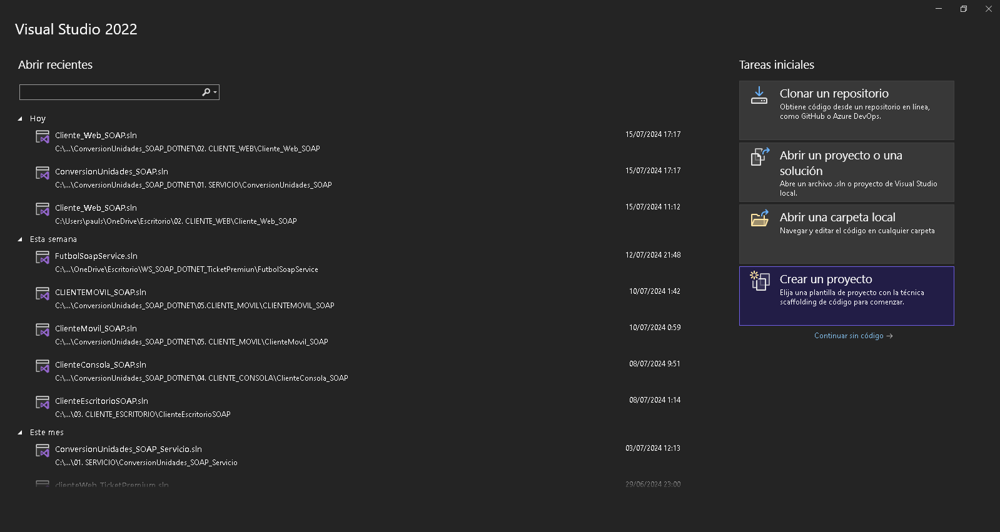 Visual Studio 2022
Abrir recientes
Hoy
Cliente_Web_SOAP.sln
15/07/2024 17:17
C:\...\ConversionUnidades_SOAP_DOTNET\02. CLIENTE_WEB\Cliente_Web_SOAP
ConversionUnidades_SOAP.sln
15/07/2024 17:17
C:\...\ConversionUnidades_SOAP_DOTNET\01. SERVICIO\ConversionUnidades_SOAP
Cliente_Web_SOAP.sln
15/07/2024 11:12
C:\Users\pauls\OneDrive\Escritorio\02. CLIENTE_WEB\Cliente_Web_SOAP
Esta semana
FutbolSoapService.sln
12/07/2024 21:48
C:\...\OneDrive\Escritorio\WS_SOAP_DOTNET_TicketPremiun\FutbolSoapService
CLIENTEMOVIL_SOAP.sln
10/07/2024 1:42
C:\...\ConversionUnidades_SOAP_DOTNET\05.CLIENTE_MOVIL\CLIENTEMOVIL_SOAP
ClienteMovil_SOAP.sln
10/07/2024 0:59
C:\...\ConversionUnidades_SOAP_DOTNET\05. CLIENTE_MOVIL\ClienteMovil_SOAP
ClienteConsola_SOAP.sln
08/07/2024 9:51
C:\...\ConversionUnidades_SOAP_DOTNET\04. CLIENTE_CONSOLA\ClienteConsola_SOAP
ClienteEscritorioSOAP.sln
08/07/2024 1:14
C:\...\03. CLIENTE_ESCRITORIO\ClienteEscritorioSOAP
Este mes
ConversionUnidades_SOAP_Servicio.sln
03/07/2024 12:13
C:\...\01. SERVICIO\ConversionUnidades_SOAP_Servicio
clienteWeb_TicketPremium.sln
29/06/2024 23:00
Tareas iniciales
Clonar un repositorio
Obtiene código desde un repositorio en línea,
como GitHub o Azure DevOps.
Abrir un proyecto o una
solución
Abre un archivo .sln o proyecto de Visual Studio
local.
Abrir una carpeta local
Navegar y editar el código en cualquier carpeta
Crear un proyecto
Elija una plantilla de proyecto con la técnica
scaffolding de código para comenzar.
Continuar sin código →